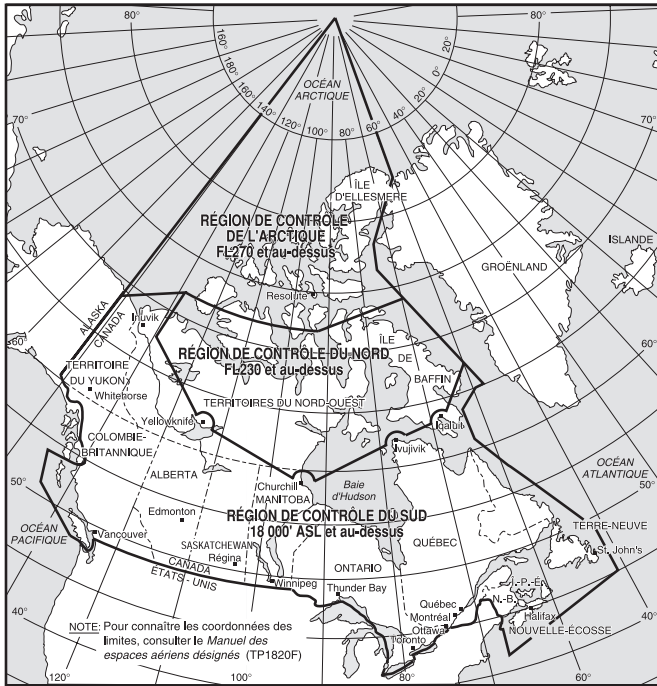 80°
160°
160°
160°
140°
120°
100°
80°
60°
40°
20°
0°
20°
80°
70°
70°
60°
60°
50°
50°
40°
40°
120
100
80
60
OCÉAN
ARCTIQUE
ÎLE
D'ELLESMERE
RÉGION DE CONTRÔLE
DE L'ARCTIQUE
FL270 et au-dessus
ISLANDE
GROËNLAND
Resolute
ALASKA
CANADA
Inuvik
RÉGION DE CONTRÔLE DU NORD
FL230 et au-dessus
ÎLE
DE
BAFFIN
TERRITOIRE
DU YUKON
Whitehorse
TERRITOIRES DU NORD-OUEST
Yellowknife
Iqaluit
Ivujivik
COLOMBIE-
BRITANNIQUE
ALBERTA
Churchill
MANITOBA
Baie
d'Hudson
OCÉAN
ATLANTIQUE
Edmonton
RÉGION DE CONTRÔLE DU SUD
18 000' ASL et au-dessus
OCÉAN
PACIFIQUE
Vancouver
SASKATCHEWAN
Régina
QUÉBEC
TERRE-NEUVE
St. John's
CANADA
ÉTATS-UNIS
Winnipeg
ONTARIO
Thunder Bay
Î.-P.-É.
N.-B.
Québec
Montréal
Ottawa
Toronto
Halifax
NOUVELLE-ÉCOSSE
NOTE: Pour connaître les coordonnées des
limites, consulter le Manuel des
espaces aériens désignés (TP1820F)